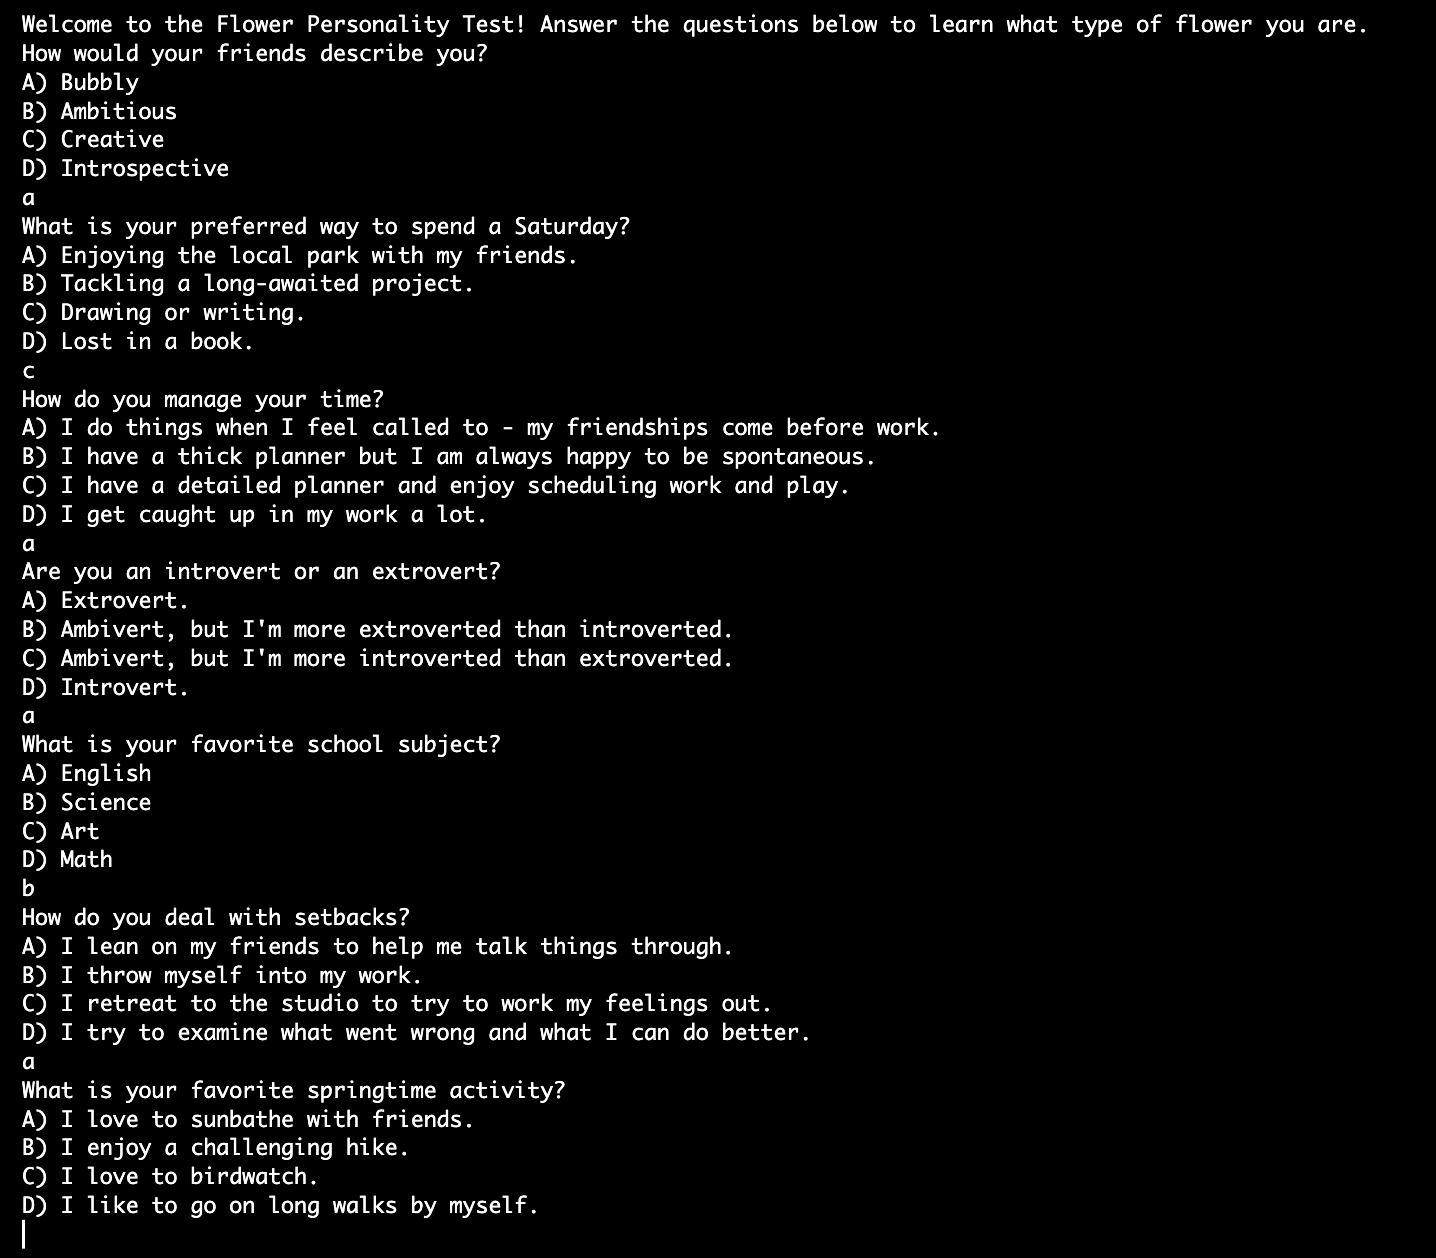 Welcome to the Flower Personality Test! Answer the questions below to learn what type of flower you are.
How would your friends describe you?
A) Bubbly
B) Ambitious
C) Creative
D) Introspective
a
What is your preferred way to spend a Saturday?
A) Enjoying the local park with my friends.
B) Tackling a long-awaited project.
C) Drawing or writing.
D) Lost in a book.
c
How do you manage your time?
A) I do things when I feel called to - my friendships come before work.
B) I have a thick planner but I am always happy to be spontaneous.
C) I have a detailed planner and enjoy scheduling work and play.
D) I get caught up in my work a lot.
a
Are you an introvert or an extrovert?
A) Extrovert.
B) Ambivert, but I'm more extroverted than introverted.
C) Ambivert, but I'm more introverted than extroverted.
D) Introvert.
a
What is your favorite school subject?
A) English
B) Science
C) Art
D) Math
b
How do you deal with setbacks?
A) I lean on my friends to help me talk things through.
B) I throw myself into my work.
C) I retreat to the studio to try to work my feelings out.
D) I try to examine what went wrong and what I can do better.
a
What is your favorite springtime activity?
A) I love to sunbathe with friends.
B) I enjoy a challenging hike.
C) I love to birdwatch.
D) I like to go on long walks by myself.